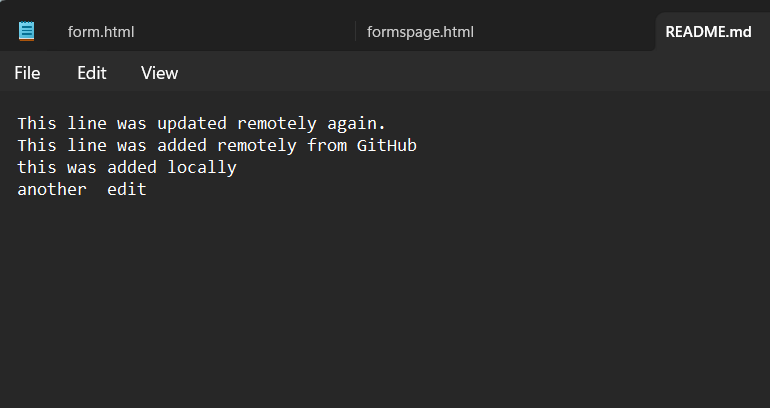 form.html formspage.html README.md
File Edit View
This line was updated remotely again.
This line was added remotely from GitHub
this was added locally
another  edit